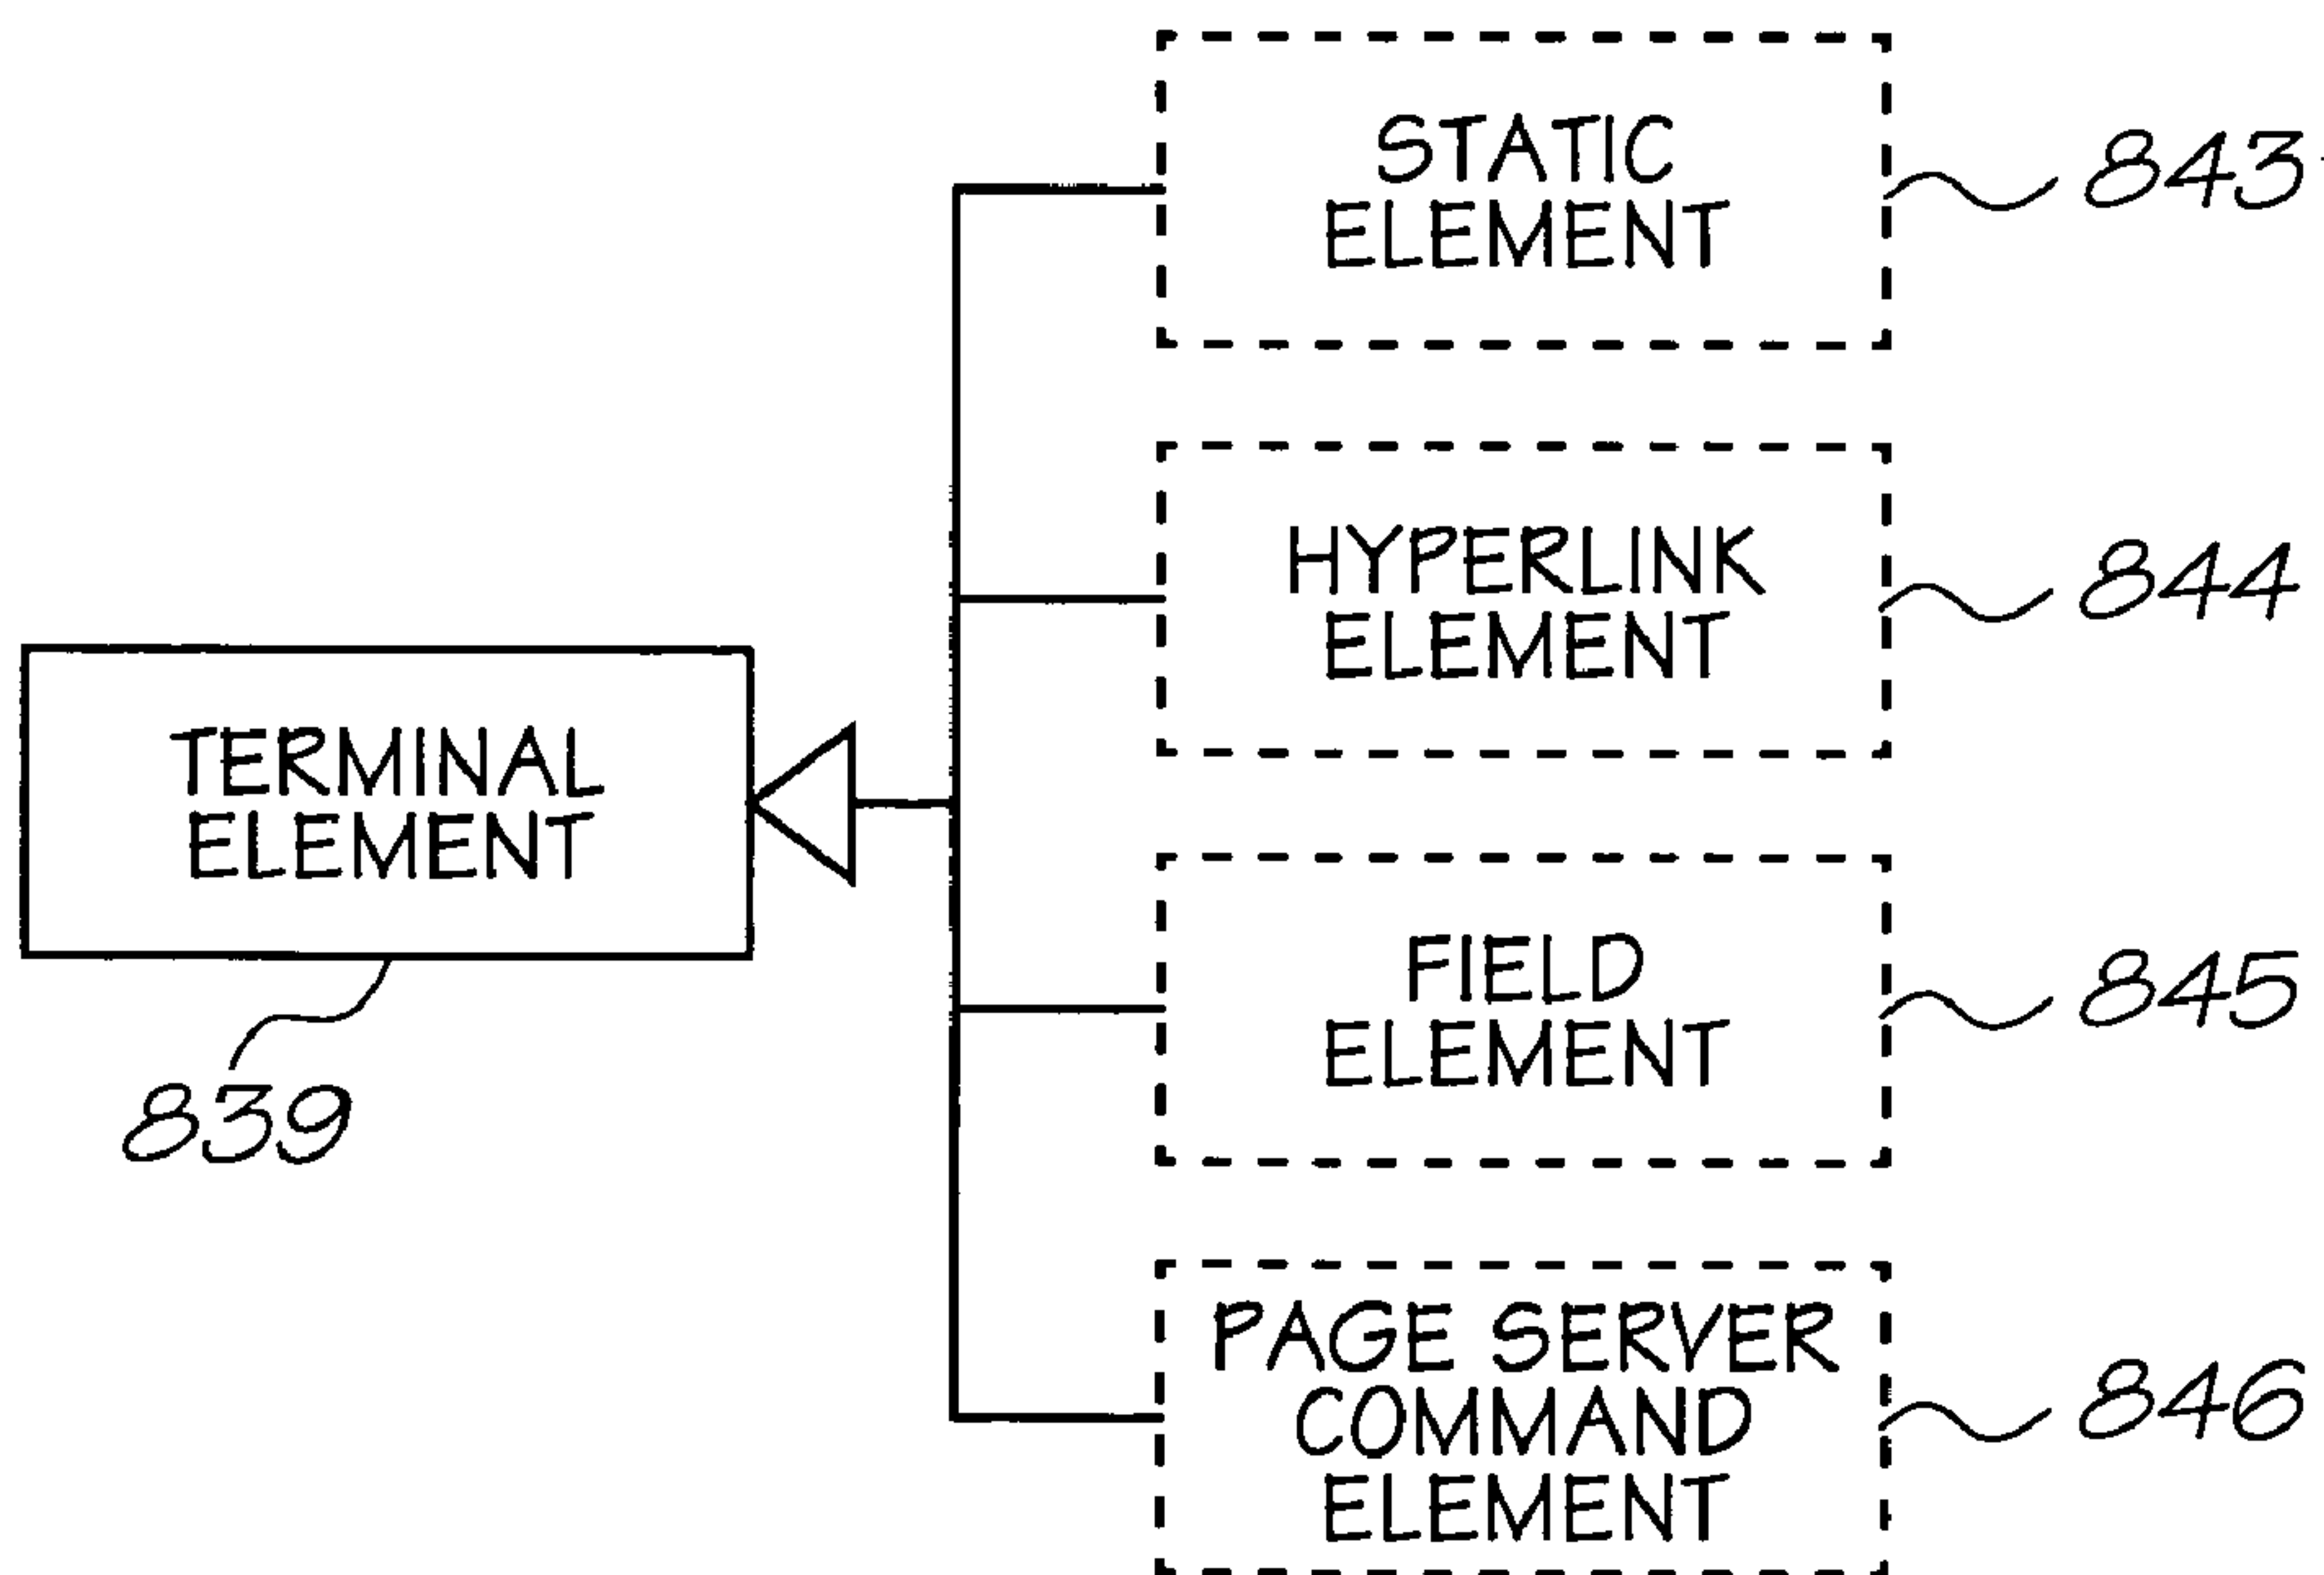 STATIC
ELEMENT
843
HYPERLINK
ELEMENT
844
TERMINAL
ELEMENT
839
FIELD
ELEMENT
845
PAGE SERVER
COMMAND
ELEMENT
846